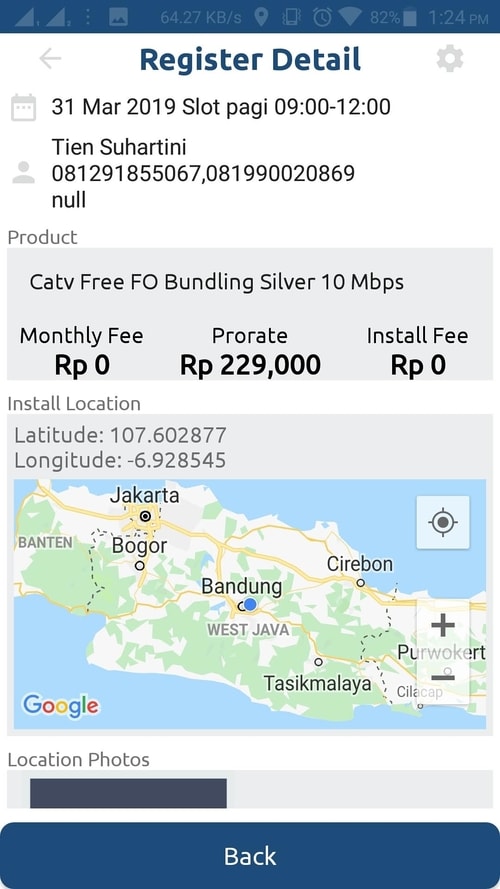 64.27 KB/s 82% 1:24 PM
Register Detail
31 Mar 2019 Slot pagi 09:00-12:00
Tien Suhartini
081291855067,081990020869
null
Product
Catv Free FO Bundling Silver 10 Mbps
Monthly Fee Prorate Install Fee
Rp 0 Rp 229,000 Rp 0
Install Location
Latitude: 107.602877
Longitude: -6.928545
Jakarta
BANTEN
Bogor
Cirebon
Bandung
WEST JAVA
+
Purwokert
Tasikmalaya
Cilacap
−
Google
Location Photos
Back